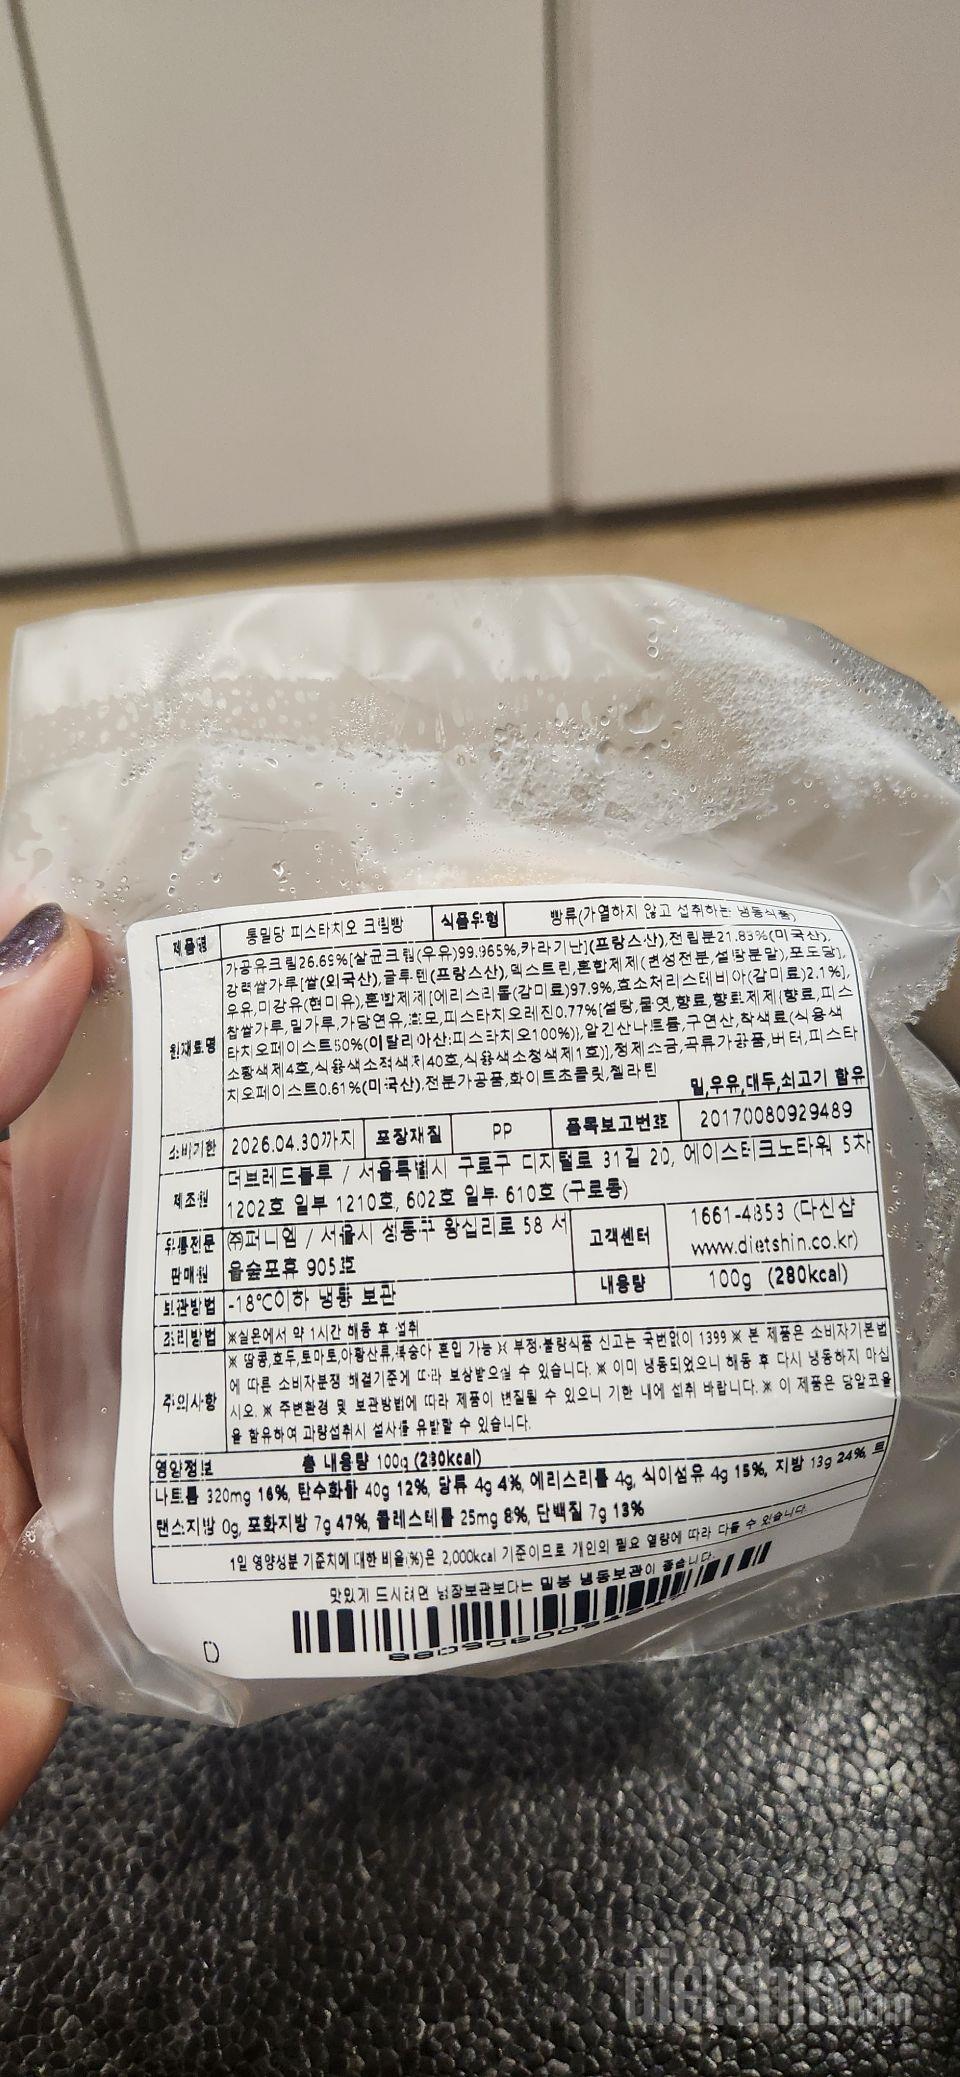 제품명 통밀당 피스타치오 크림빵 식품유형 빵류(가열하지 않고 섭취하는 냉동식품)
원재료명 가공유크림26.69%[살균크림(우유)99.965%,카라기난](프랑스산),전립분21.83%(미국산),
강력쌀가루[쌀(외국산),글루텐(프랑스산),덱스트린,혼합제제(변성전분,설탕분말),포도당],
우유,미강유(현미유),혼합제제[에리스리톨(감미료)97.9%,효소처리스테비아(감미료)2.1%],
찹쌀가루,밀가루,가당연유,효모,피스타치오레진0.77%[설탕,물엿,향료,향료제제{향료,피스
타치오페이스트50%(이탈리아산:피스타치오100%)},알긴산나트륨,구연산,착색료(식용색
소황색제4호,식용색소적색제40호,식용색소청색제1호)],정제소금,곡류가공품,버터,피스타
치오페이스트0.61%(미국산),전분가공품,화이트초콜릿,젤라틴
밀,우유,대두,쇠고기 함유
소비기한 2026.04.30까지 포장재질 PP 품목보고번호 20170080929489
제조원 더브레드블루 / 서울특별시 구로구 디지털로 31길 20, 에이스테크노타워 5차
1202호 일부 1210호, 602호 일부 610호 (구로동)
유통전문 판매원 ㈜퍼니엠 / 서울시 성동구 왕십리로 58 서
울숲포휴 905호
고객센터 1661-4853 (다신샵
www.dietshin.co.kr)
보관방법 -18℃이하 냉동 보관 내용량 100g (280kcal)
조리방법 ※실온에서 약 1시간 해동 후 섭취
주의사항 ※ 땅콩,호두,토마토,아황산류,복숭아 혼입 가능 ※ 부정·불량식품 신고는 국번없이 1399 ※ 본 제품은 소비자기본법
에 따른 소비자분쟁 해결기준에 따라 보상받으실 수 있습니다. ※ 이미 냉동되었으니 해동 후 다시 냉동하지 마십
시오. ※ 주변환경 및 보관방법에 따라 제품이 변질될 수 있으니 기한 내에 섭취 바랍니다. ※ 이 제품은 당알코올
을 함유하여 과량섭취시 설사를 유발할 수 있습니다.
영양정보 총 내용량 100g (280kcal)
나트륨 320mg 16%, 탄수화물 40g 12%, 당류 4g 4%, 에리스리톨 4g, 식이섬유 4g 15%, 지방 13g 24%, 트
랜스지방 0g, 포화지방 7g 47%, 콜레스테롤 25mg 8%, 단백질 7g 13%
1일 영양성분 기준치에 대한 비율(%)은 2,000kcal 기준이므로 개인의 필요 열량에 따라 다를 수 있습니다.
맛있게 드시려면 냉장보관보다는 밀봉 냉동보관이 좋습니다.
D
dietshin.com